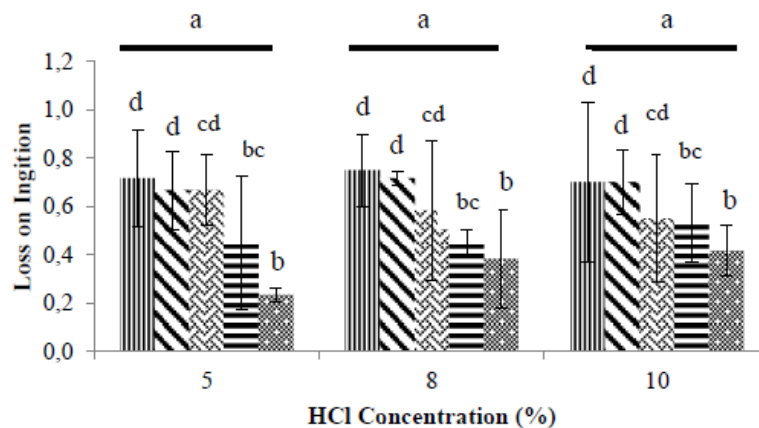 a a a
1,2
1,0
0,8
0,6
0,4
0,2
0,0
Loss on Ingition
d d cd bc b
d d cd bc b
d d cd bc b
5 8 10
HCl Concentration (%)